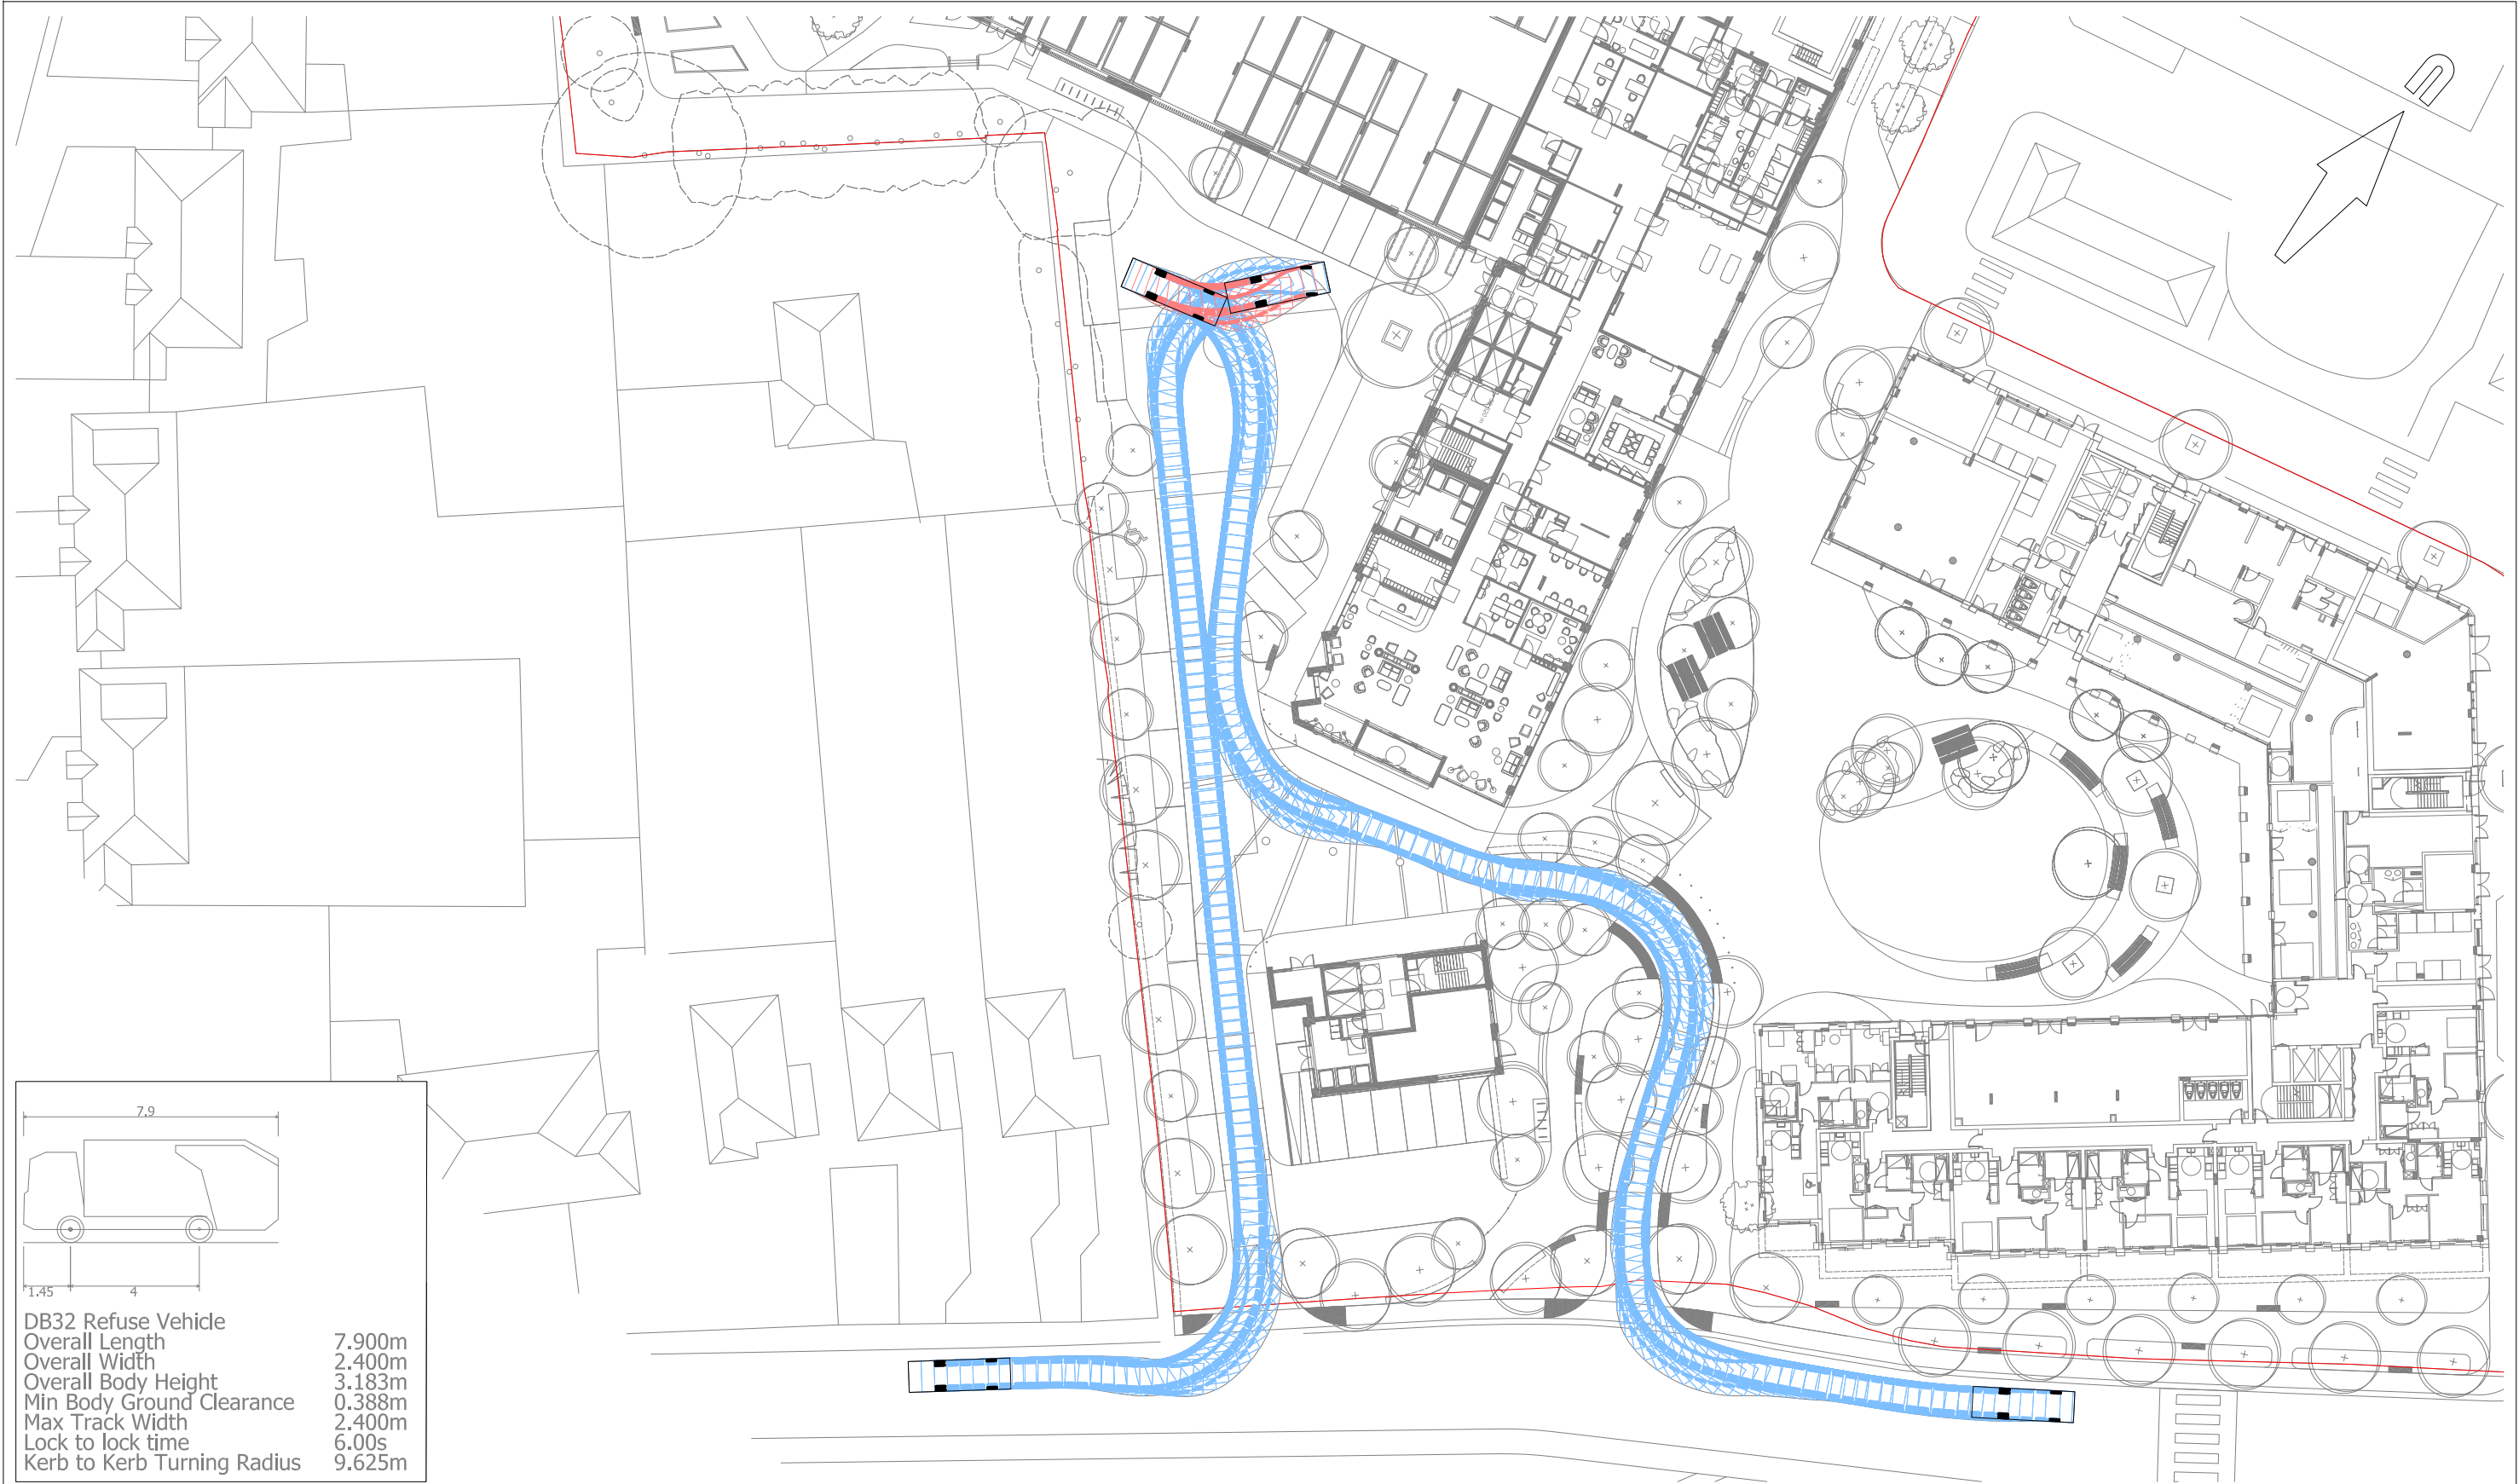 7.9
1.45
4
DB32 Refuse Vehicle
Overall Length 7.900m
Overall Width 2.400m
Overall Body Height 3.183m
Min Body Ground Clearance 0.388m
Max Track Width 2.400m
Lock to lock time 6.00s
Kerb to Kerb Turning Radius 9.625m